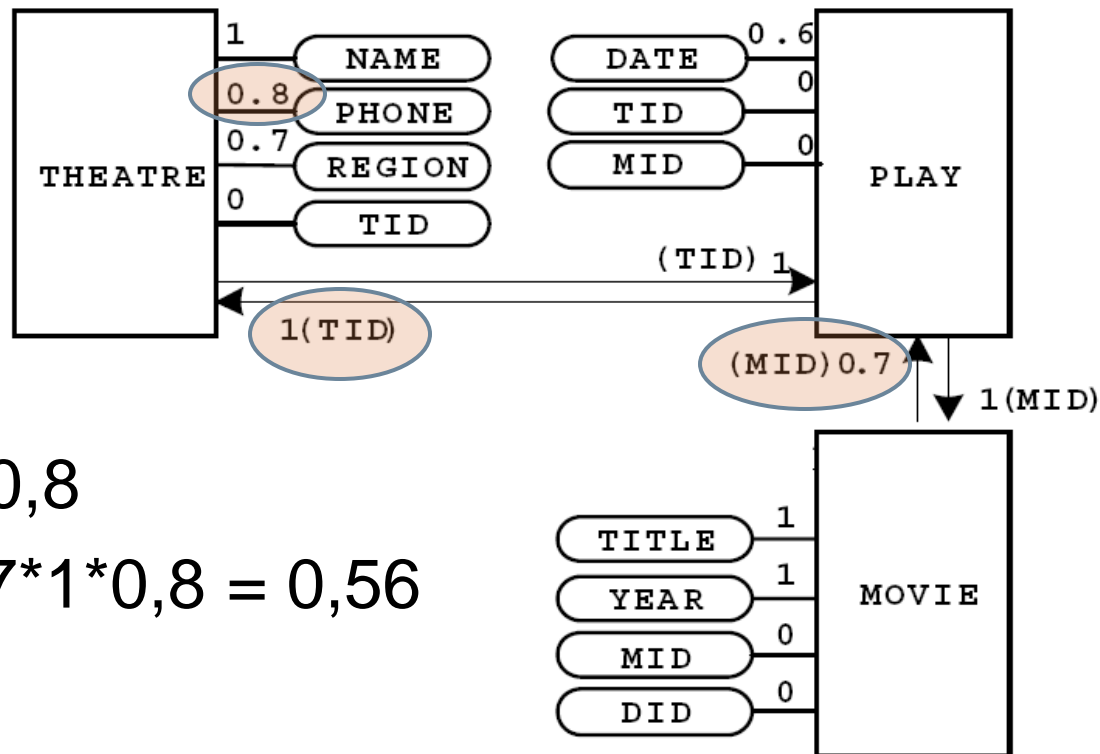 1
NAME
0.8
PHONE
0.7
REGION
0
TID
THEATRE
DATE
0.6
TID
0
MID
0
PLAY
(TID) 1
1(TID)
(MID)0.7
1(MID)
0,8
7*1*0,8 = 0,56
TITLE
1
YEAR
1
MID
0
DID
0
MOVIE